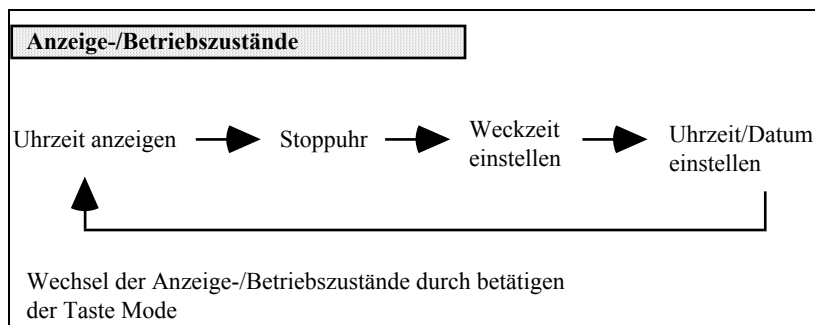 Anzeige-/Betriebszustände
Uhrzeit anzeigen
Stoppuhr
Weckzeit
einstellen
Uhrzeit/Datum
einstellen
Wechsel der Anzeige-/Betriebszustände durch betätigen
der Taste Mode